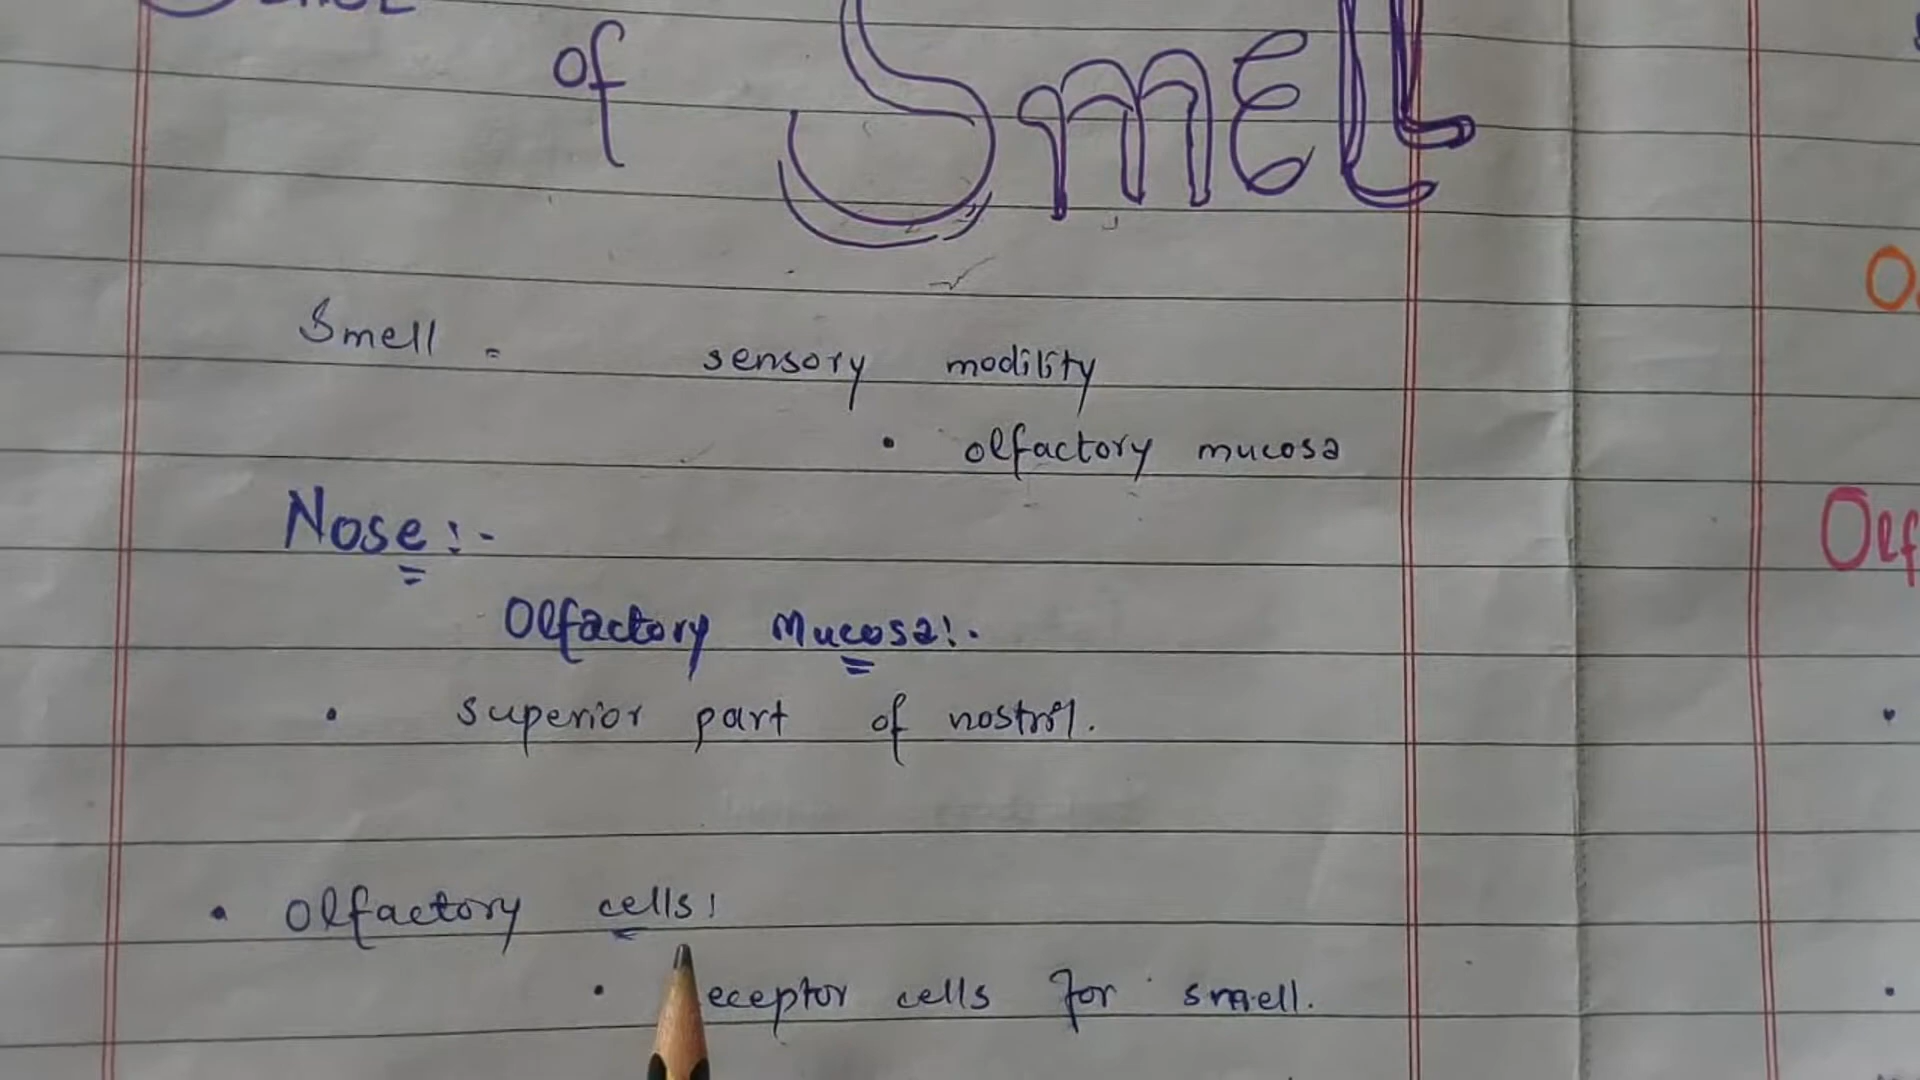 of Smell
Smell = sensory modility
• olfactory mucosa
Nose :-
Olfactory Mucosa:-
• superior part of nostril.
• olfactory cells:
• eceptor cells for smell.